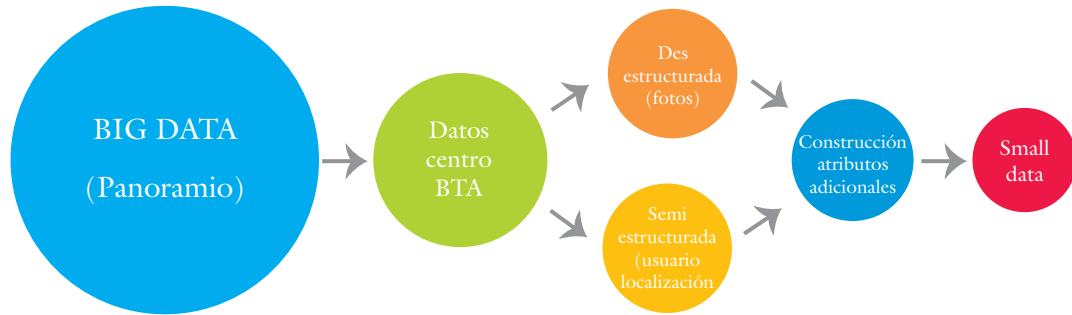 BIG DATA
(Panoramio)
Datos
centro
BTA
Des
estructurada
(fotos)
Semi
estructurada
(usuario
localización
Construcción
atributos
adicionales
Small
data